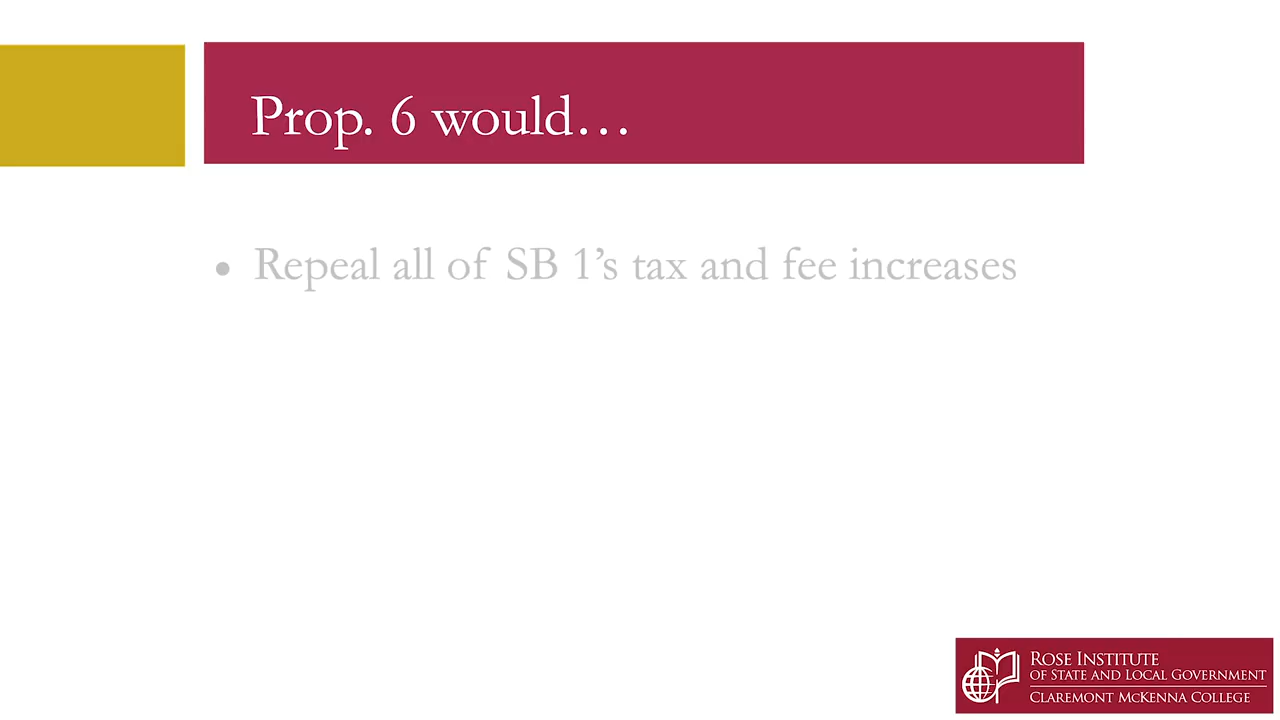 Prop. 6 would…
• Repeal all of SB 1’s tax and fee increases
ROSE INSTITUTE
OF STATE AND LOCAL GOVERNMENT
CLAREMONT MCKENNA COLLEGE